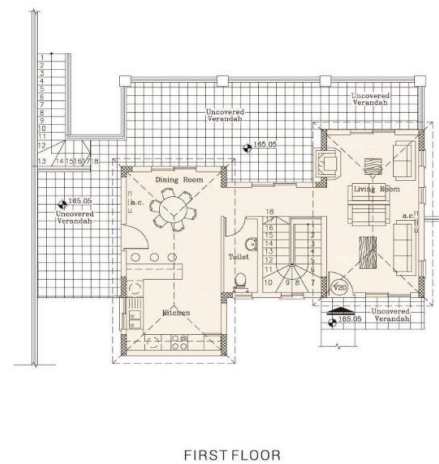 1
2
3
4
5
6
7
8
9
10
11
12
13 14 15 16 17 18
Uncovered
Verandah
Uncovered
Verandah
165.05
Dining Room
a.c.
165.05
Uncovered
Verandah
Living Room
a.c.
18
16
15
14
13
12
11
10 9 8 7
2
3
4
5
6
Toilet
Kitchen
V20
Uncovered
Verandah
165.05
FIRST FLOOR